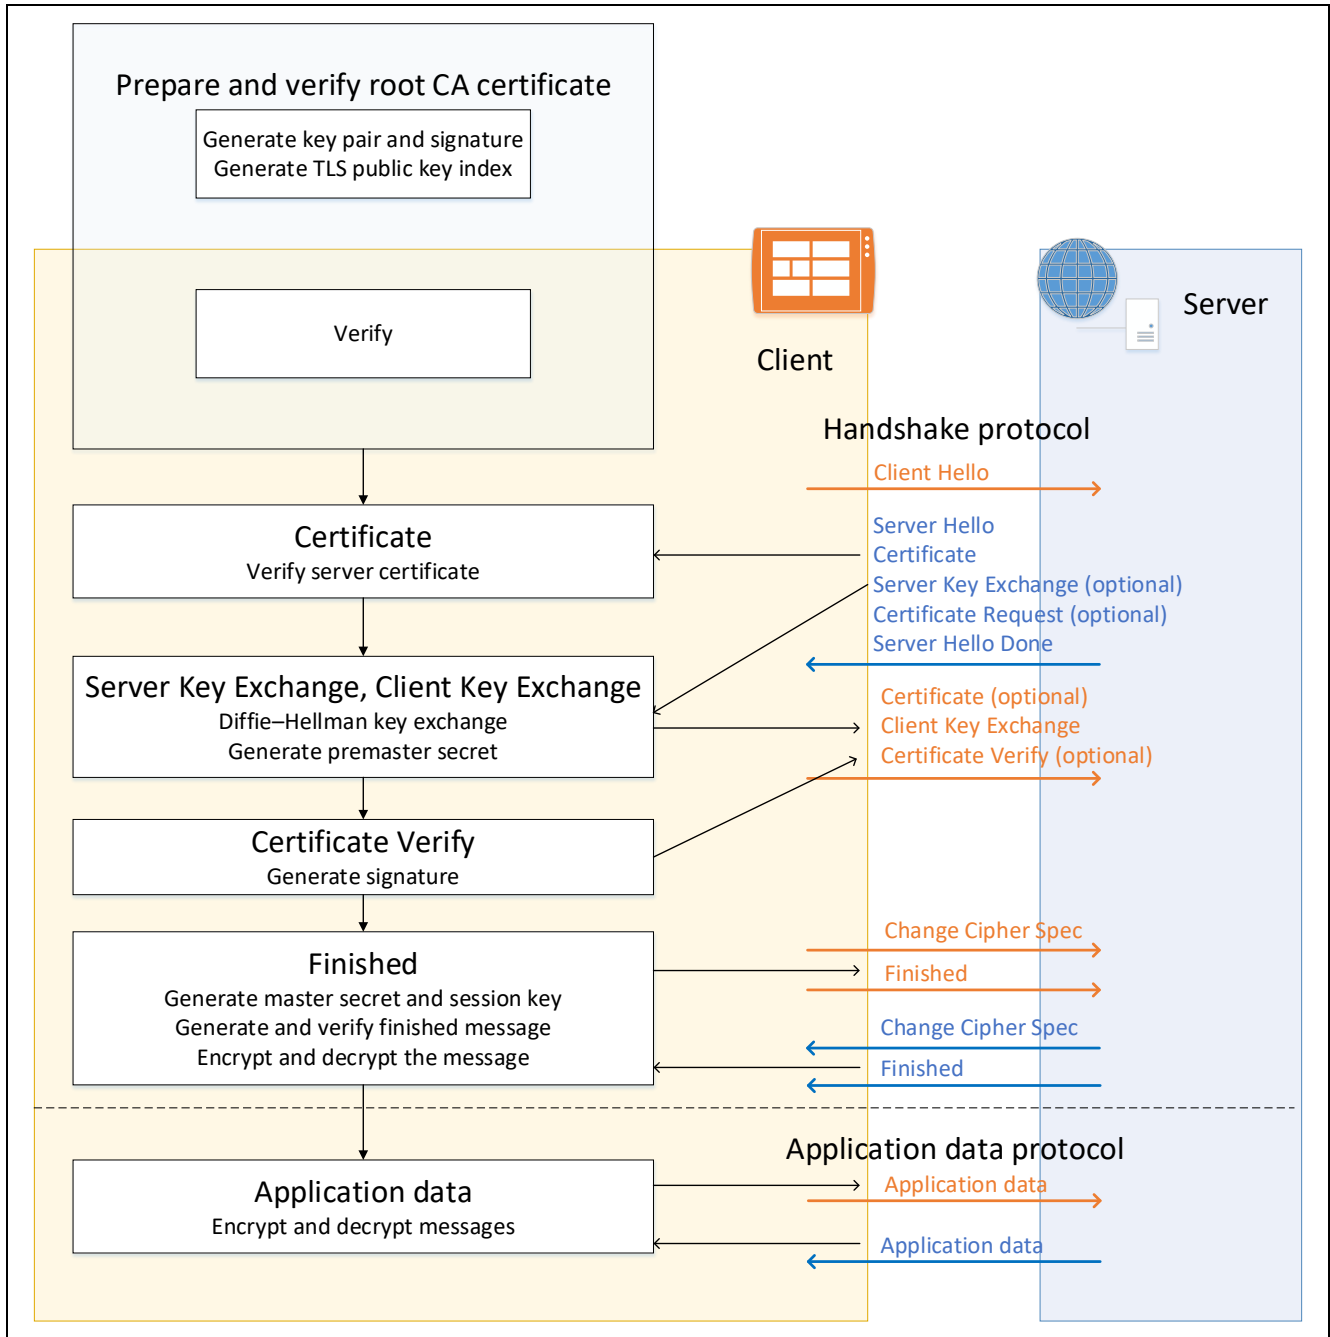 Prepare and verify root CA certificate
Generate key pair and signature
Generate TLS public key index
Verify
Client
Server
Handshake protocol
Client Hello
Certificate
Verify server certificate
Server Hello
Certificate
Server Key Exchange (optional)
Certificate Request (optional)
Server Hello Done
Server Key Exchange, Client Key Exchange
Diffie–Hellman key exchange
Generate premaster secret
Certificate (optional)
Client Key Exchange
Certificate Verify (optional)
Certificate Verify
Generate signature
Finished
Generate master secret and session key
Generate and verify finished message
Encrypt and decrypt the message
Change Cipher Spec
Finished
Change Cipher Spec
Finished
Application data protocol
Application data
Encrypt and decrypt messages
Application data
Application data